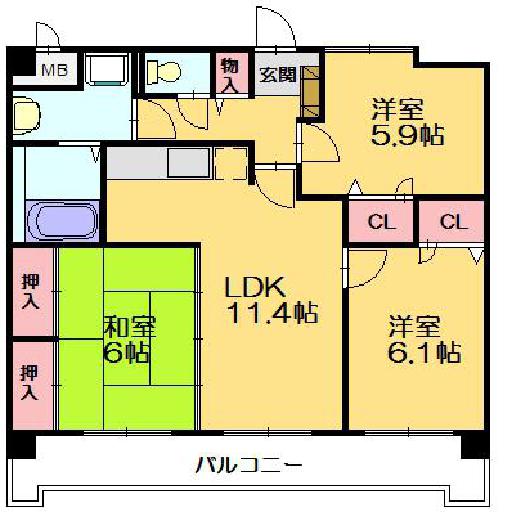 MB
物
入
玄関
洋室
5.9帖
CL
CL
押
入
和室
6帖
LDK
11.4帖
洋室
6.1帖
押
入
バルコニー